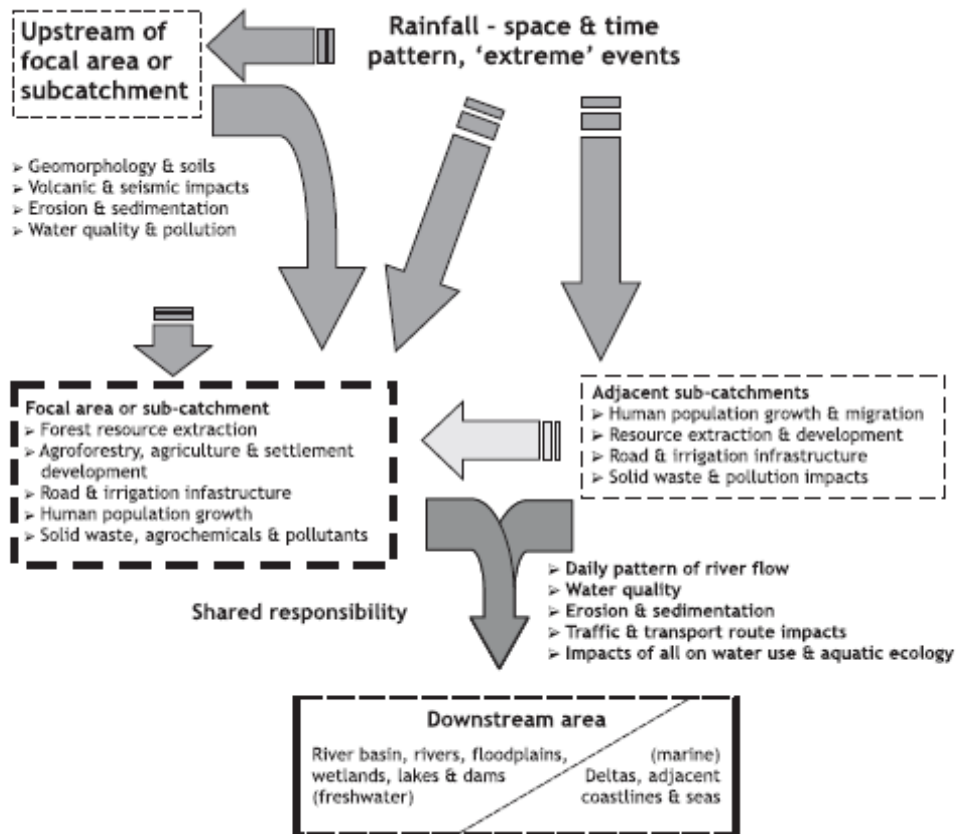 Upstream of
focal area or
subcatchment
Rainfall - space & time
pattern, ‘extreme’ events
➢ Geomorphology & soils
➢ Volcanic & seismic impacts
➢ Erosion & sedimentation
➢ Water quality & pollution
Focal area or sub-catchment
➢ Forest resource extraction
➢ Agroforestry, agriculture & settlement
development
➢ Road & irrigation infastructure
➢ Human population growth
➢ Solid waste, agrochemicals & pollutants
Adjacent sub-catchments
➢ Human population growth & migration
➢ Resource extraction & development
➢ Road & irrigation infrastructure
➢ Solid waste & pollution impacts
Shared responsibility
➢ Daily pattern of river flow
➢ Water quality
➢ Erosion & sedimentation
➢ Traffic & transport route impacts
➢ Impacts of all on water use & aquatic ecology
Downstream area
River basin, rivers, floodplains,
wetlands, lakes & dams
(freshwater)
(marine)
Deltas, adjacent
coastlines & seas